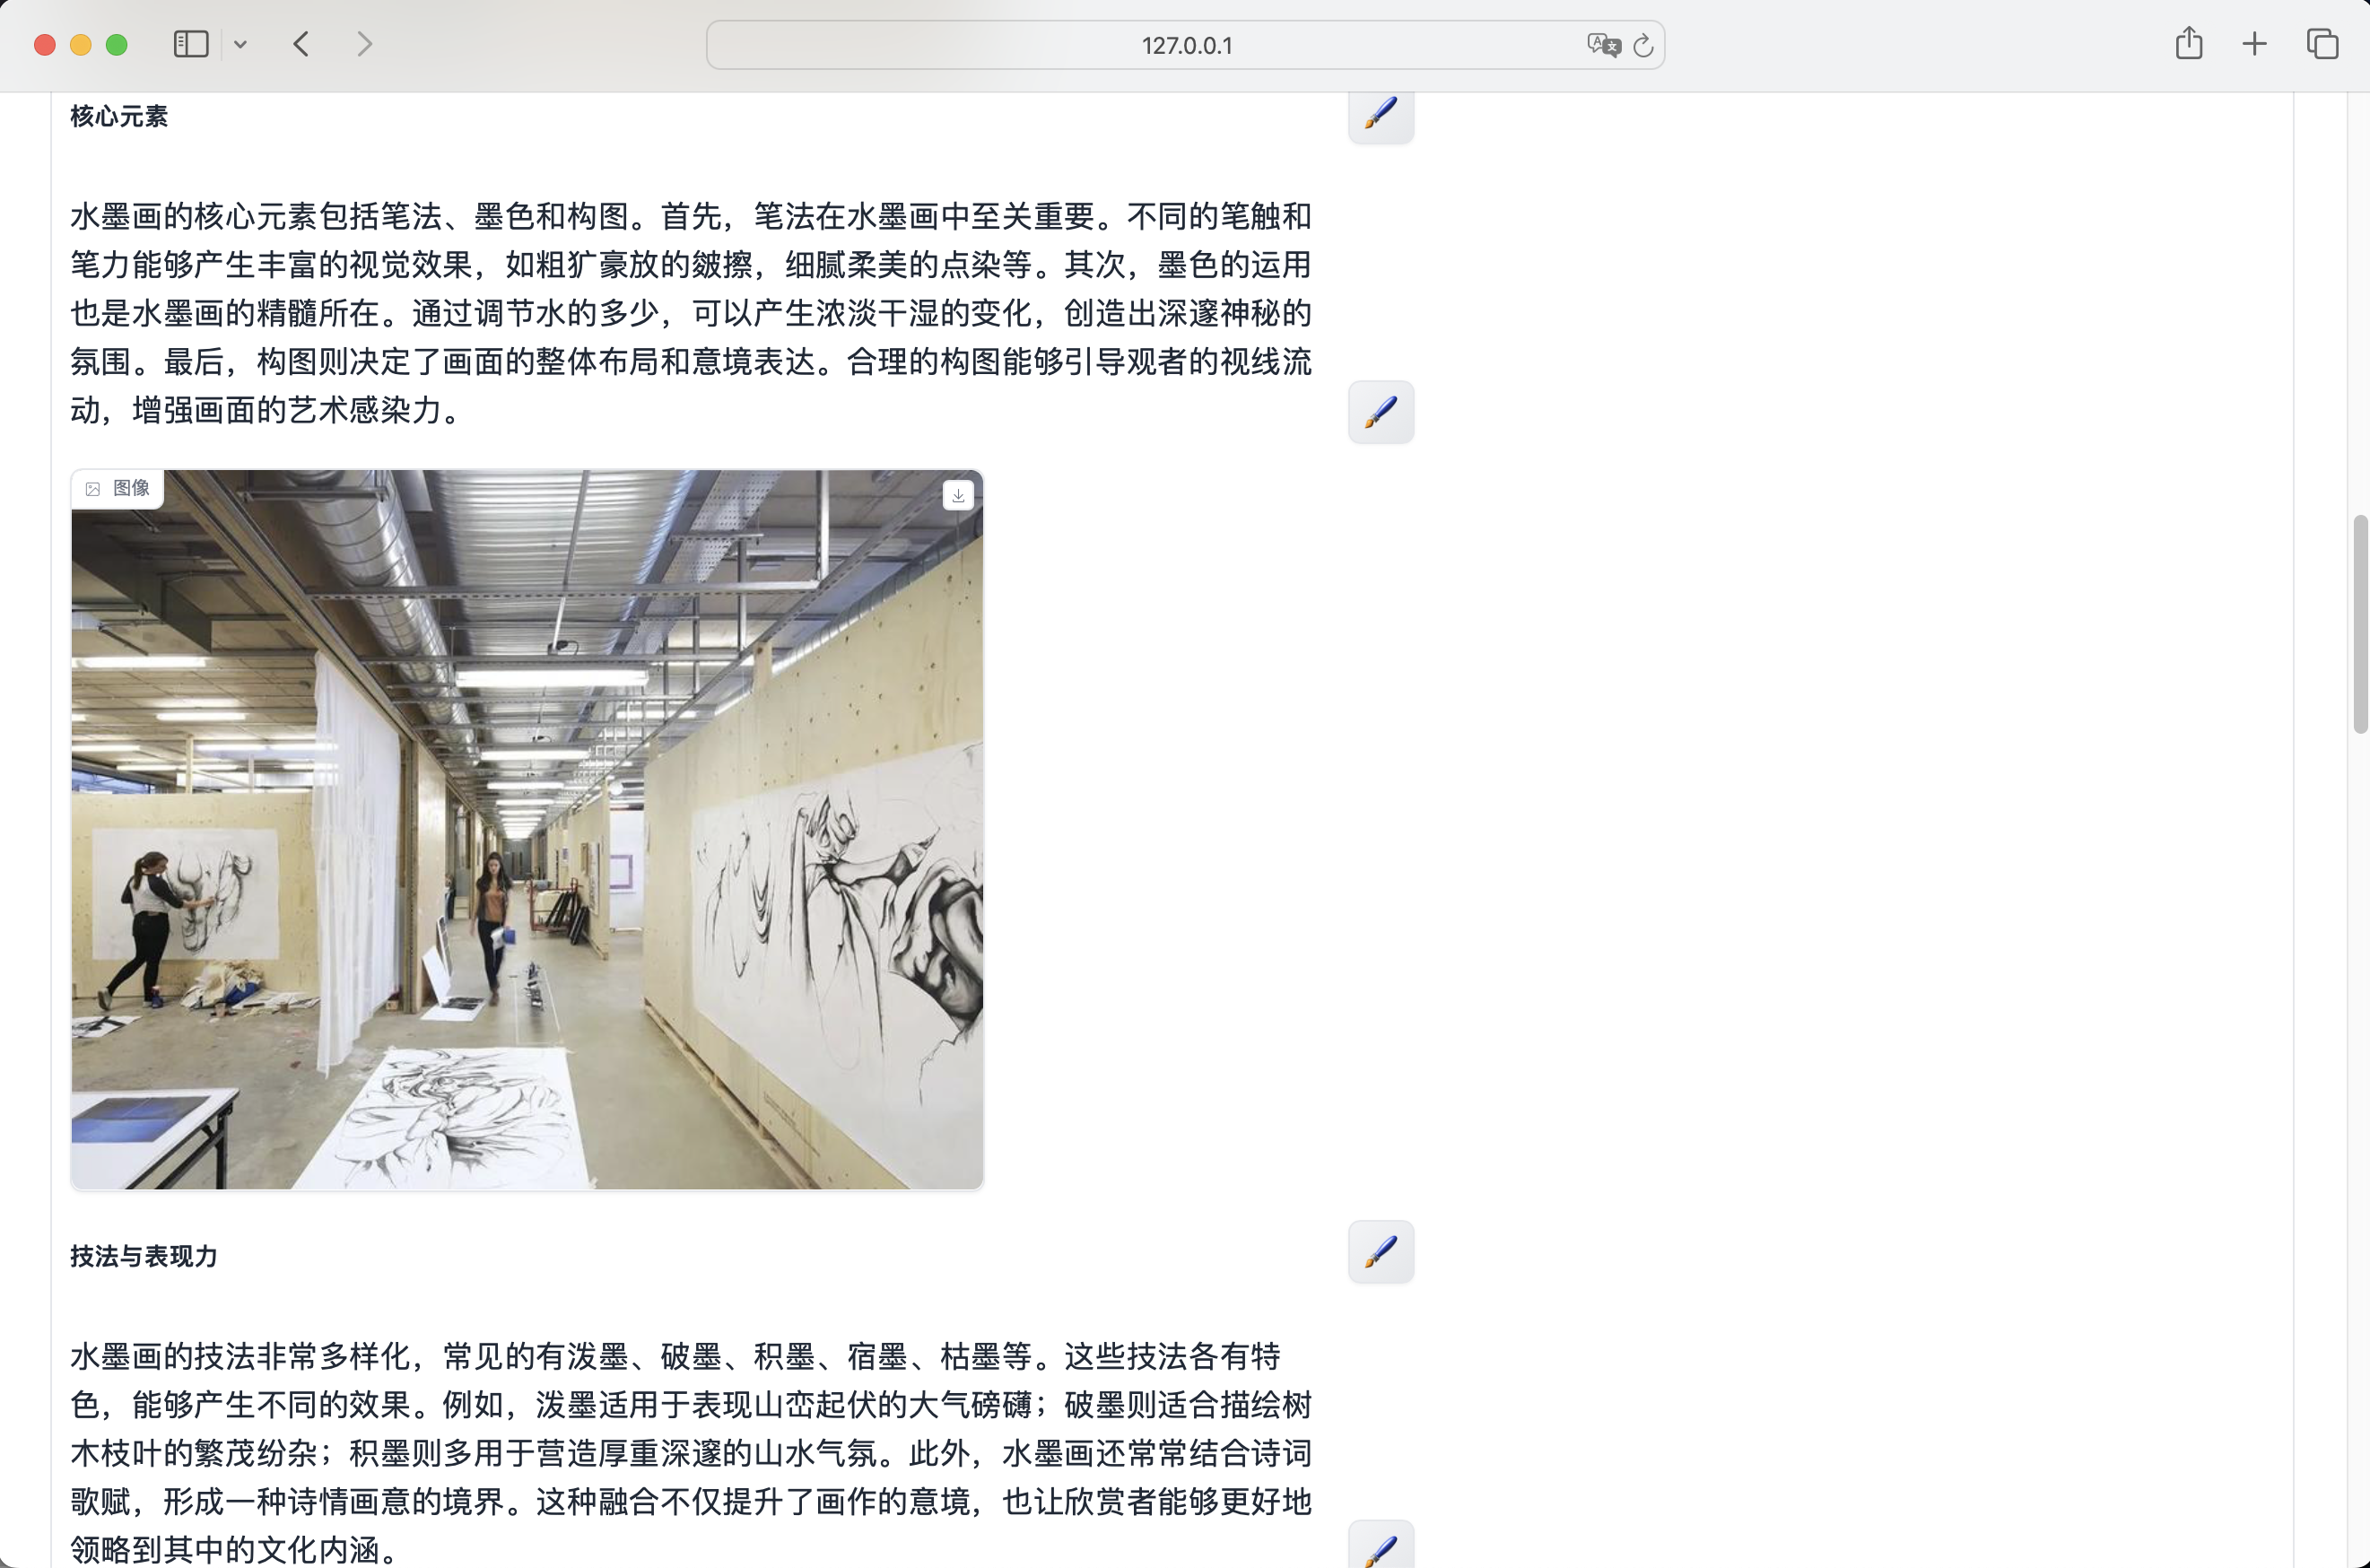 127.0.0.1
核心元素
水墨画的核心元素包括笔法、墨色和构图。首先，笔法在水墨画中至关重要。不同的笔触和
笔力能够产生丰富的视觉效果，如粗犷豪放的皴擦，细腻柔美的点染等。其次，墨色的运用
也是水墨画的精髓所在。通过调节水的多少，可以产生浓淡干湿的变化，创造出深邃神秘的
氛围。最后，构图则决定了画面的整体布局和意境表达。合理的构图能够引导观者的视线流
动，增强画面的艺术感染力。
图像
技法与表现力
水墨画的技法非常多样化，常见的有泼墨、破墨、积墨、宿墨、枯墨等。这些技法各有特
色，能够产生不同的效果。例如，泼墨适用于表现山峦起伏的大气磅礴；破墨则适合描绘树
木枝叶的繁茂纷杂；积墨则多用于营造厚重深邃的山水气氛。此外，水墨画还常常结合诗词
歌赋，形成一种诗情画意的境界。这种融合不仅提升了画作的意境，也让欣赏者能够更好地
领略到其中的文化内涵。